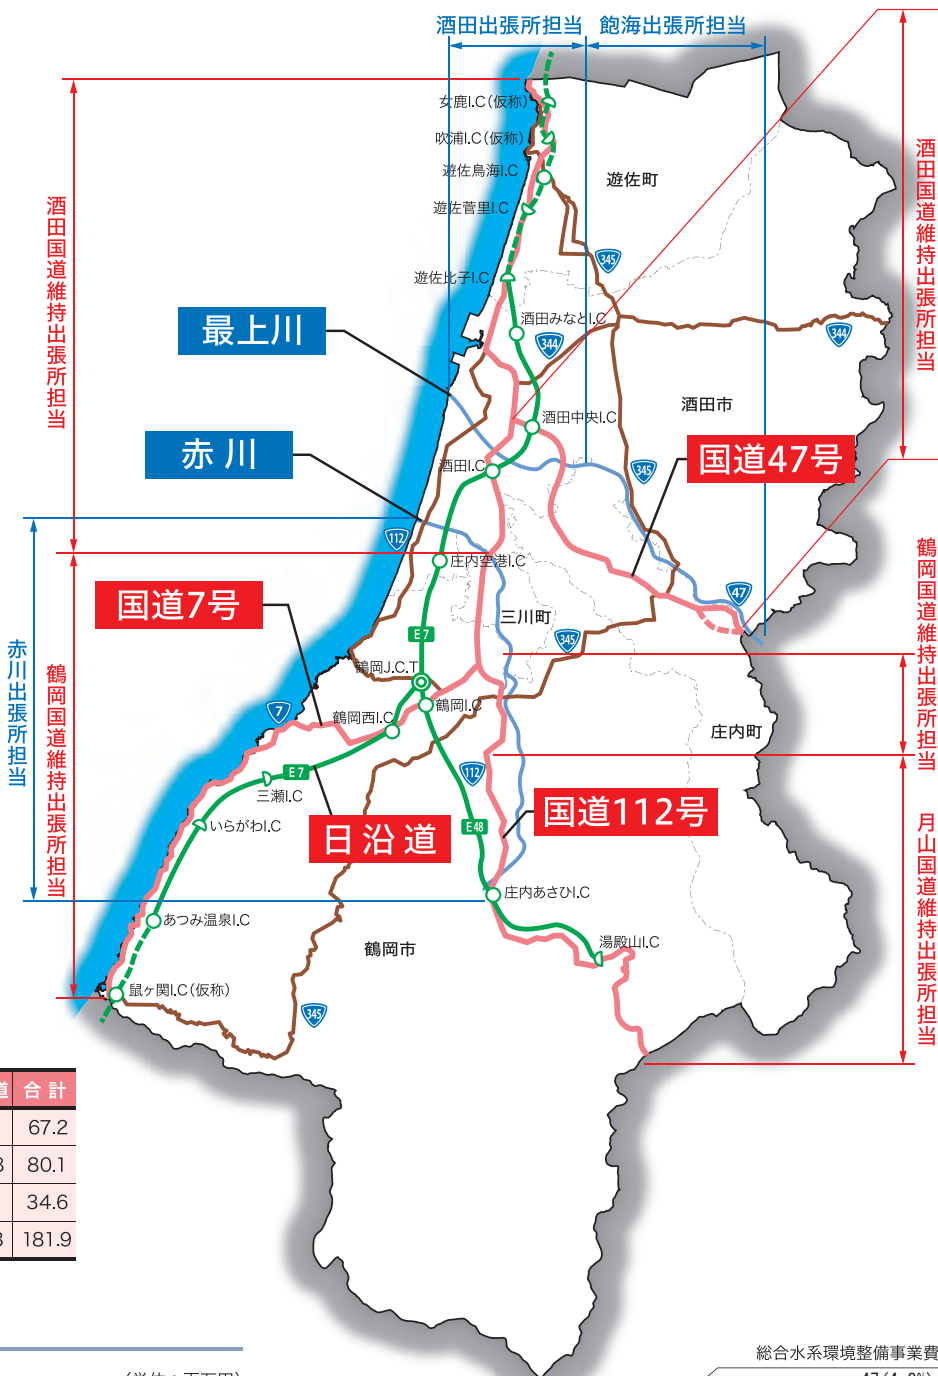 酒田出張所担当
飽海出張所担当
女鹿I.C(仮称)
吹浦I.C(仮称)
遊佐鳥海I.C
遊佐町
遊佐菅里I.C
345
遊佐比子I.C
酒田みなとI.C
344
344
酒田国道維持出張所担当
酒田国道維持出張所担当
最上川
酒田市
酒田中央I.C
赤川
酒田I.C
国道47号
345
112
庄内空港I.C
47
国道7号
三川町
E7
345
鶴岡国道維持出張所担当
赤川出張所担当
鶴岡国道維持出張所担当
鶴岡J.C.T
7
鶴岡西I.C
鶴岡I.C
庄内町
E7
112
三瀬I.C
国道112号
いらがわI.C
日沿道
E48
月山国道維持出張所担当
庄内あさひI.C
あつみ温泉I.C
鶴岡市
湯殿山I.C
鼠ヶ関I.C(仮称)
345
道 合計
67.2
3 80.1
34.6
3 181.9
総合水系環境整備事業費